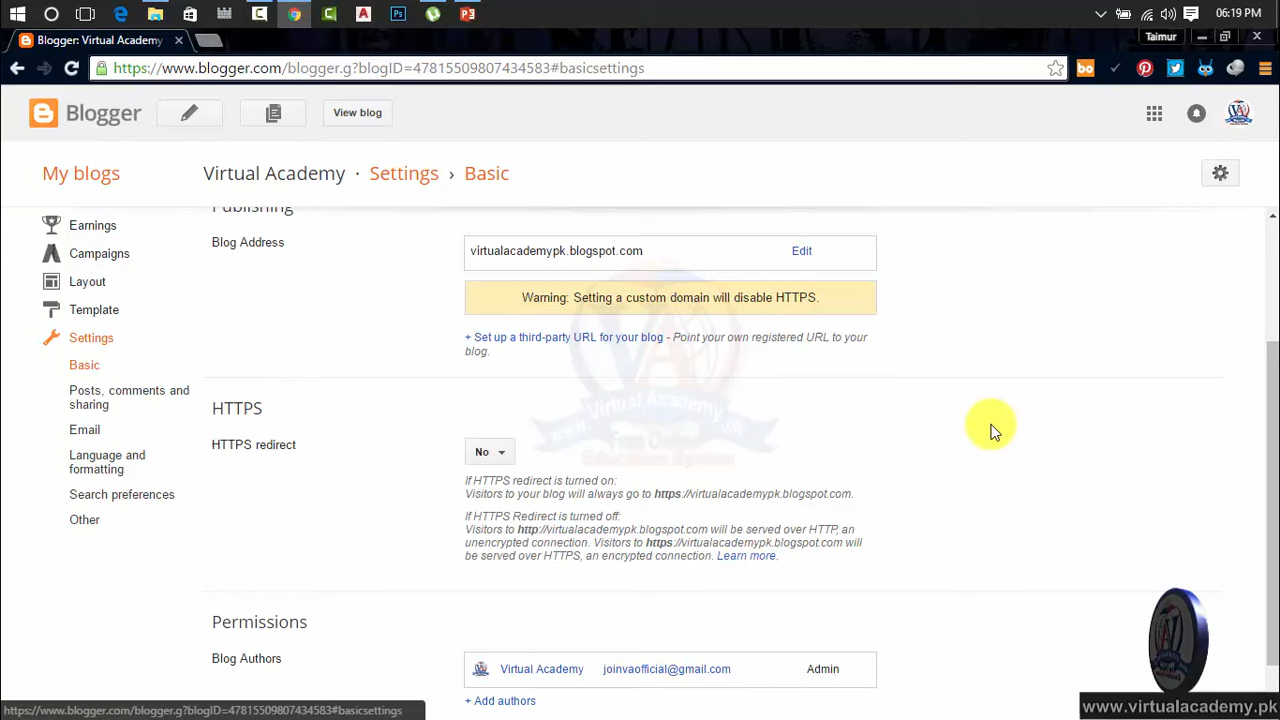 06:19 PM
Blogger: Virtual Academy
Taimur
https://www.blogger.com/blogger.g?blogID=47815509807434583#basicsettings
Blogger
View blog
My blogs
Virtual Academy · Settings › Basic
Publishing
Earnings
Blog Address
virtualacademypk.blogspot.com
Edit
Campaigns
Layout
Warning: Setting a custom domain will disable HTTPS.
Template
Settings
+ Set up a third-party URL for your blog - Point your own registered URL to your
blog.
Basic
Posts, comments and
sharing
HTTPS
Email
HTTPS redirect
No
Language and
formatting
If HTTPS redirect is turned on:
Visitors to your blog will always go to https://virtualacademypk.blogspot.com.
Search preferences
Other
If HTTPS Redirect is turned off:
Visitors to http://virtualacademypk.blogspot.com will be served over HTTP, an
unencrypted connection. Visitors to https://virtualacademypk.blogspot.com will
be served over HTTPS, an encrypted connection. Learn more.
Permissions
Blog Authors
Virtual Academy
joinvaofficial@gmail.com
Admin
+ Add authors
https://www.blogger.com/blogger.g?blogID=47815509807434583#basicsettings
www.virtualacademy.pk
Virtual Academy